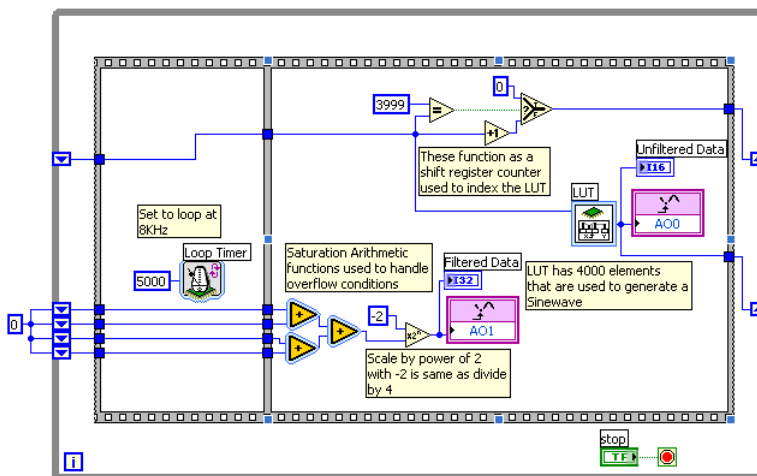 0
3999
=
?
T
F
+1
These function as a
shift register counter
used to index the LUT
Unfiltered Data
I16
LUT
AO0
Set to loop at
8KHz
Loop Timer
5000
Saturation Arithmetic
functions used to handle
overflow conditions
Filtered Data
I32
LUT has 4000 elements
that are used to generate a
Sinewave
-2
x2ⁿ
AO1
0
+
+
+
Scale by power of 2
with -2 is same as divide
by 4
stop
TF
i